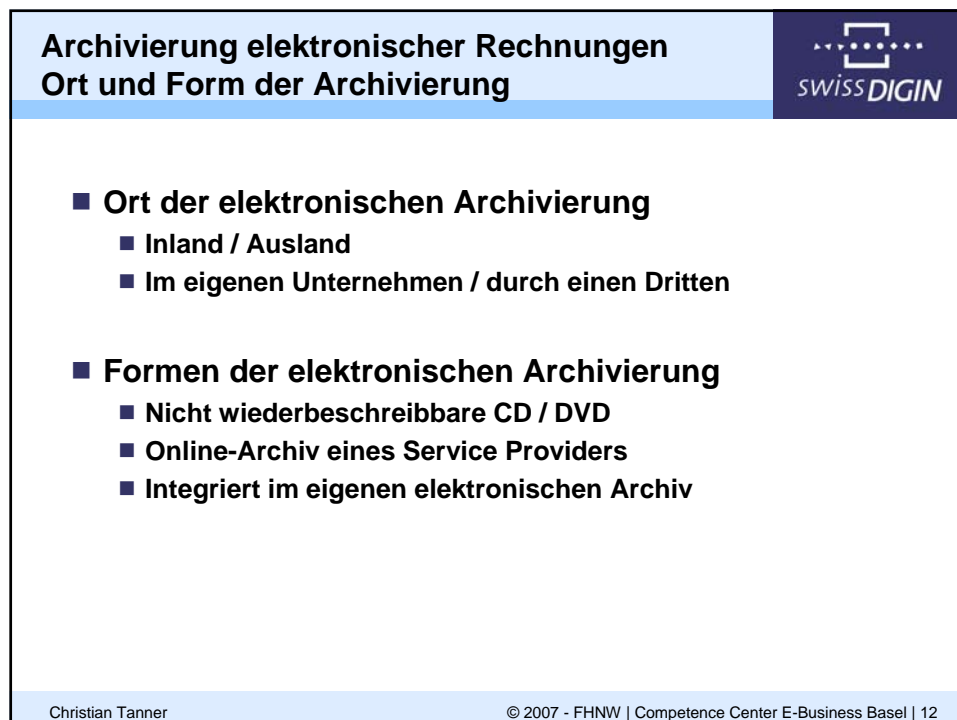 Archivierung elektronischer Rechnungen
Ort und Form der Archivierung
swissDIGIN
Ort der elektronischen Archivierung
Inland / Ausland
Im eigenen Unternehmen / durch einen Dritten
Formen der elektronischen Archivierung
Nicht wiederbeschreibbare CD / DVD
Online-Archiv eines Service Providers
Integriert im eigenen elektronischen Archiv
Christian Tanner © 2007 - FHNW | Competence Center E-Business Basel | 12